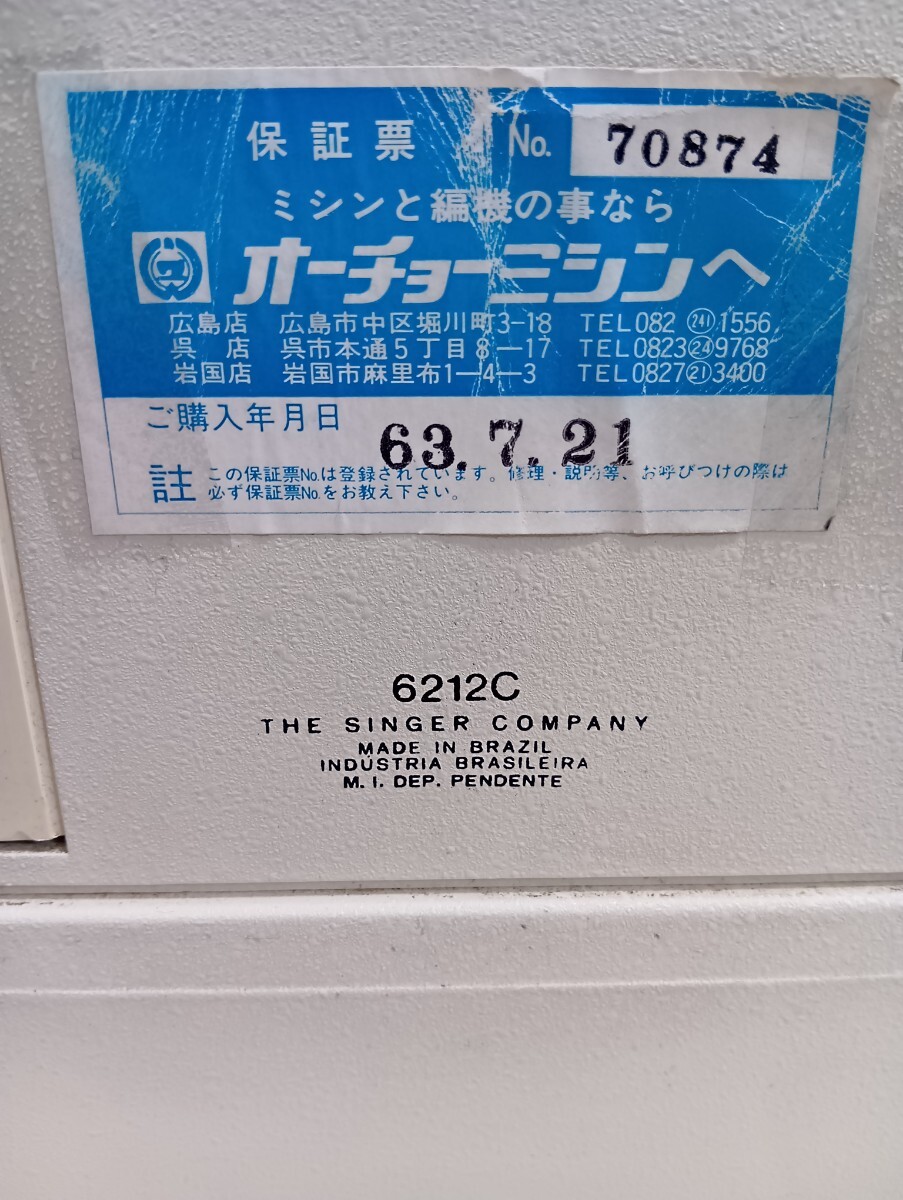 保証票 No. 70874
ミシンと編機の事なら
オーチョーミシンへ
広島店 広島市中区堀川町3-18 TEL082㉔1556
呉店 呉市本通5丁目8-17 TEL0823㉔9768
岩国店 岩国市麻里布1-4-3 TEL0827㉑3400
ご購入年月日 63.7.21
註 この保証票No.は登録されています。修理・説明等、お呼びつけの際は
必ず保証票No.をお教え下さい。
6212C
THE SINGER COMPANY
MADE IN BRAZIL
INDÚSTRIA BRASILEIRA
M. I. DEP. PENDENTE